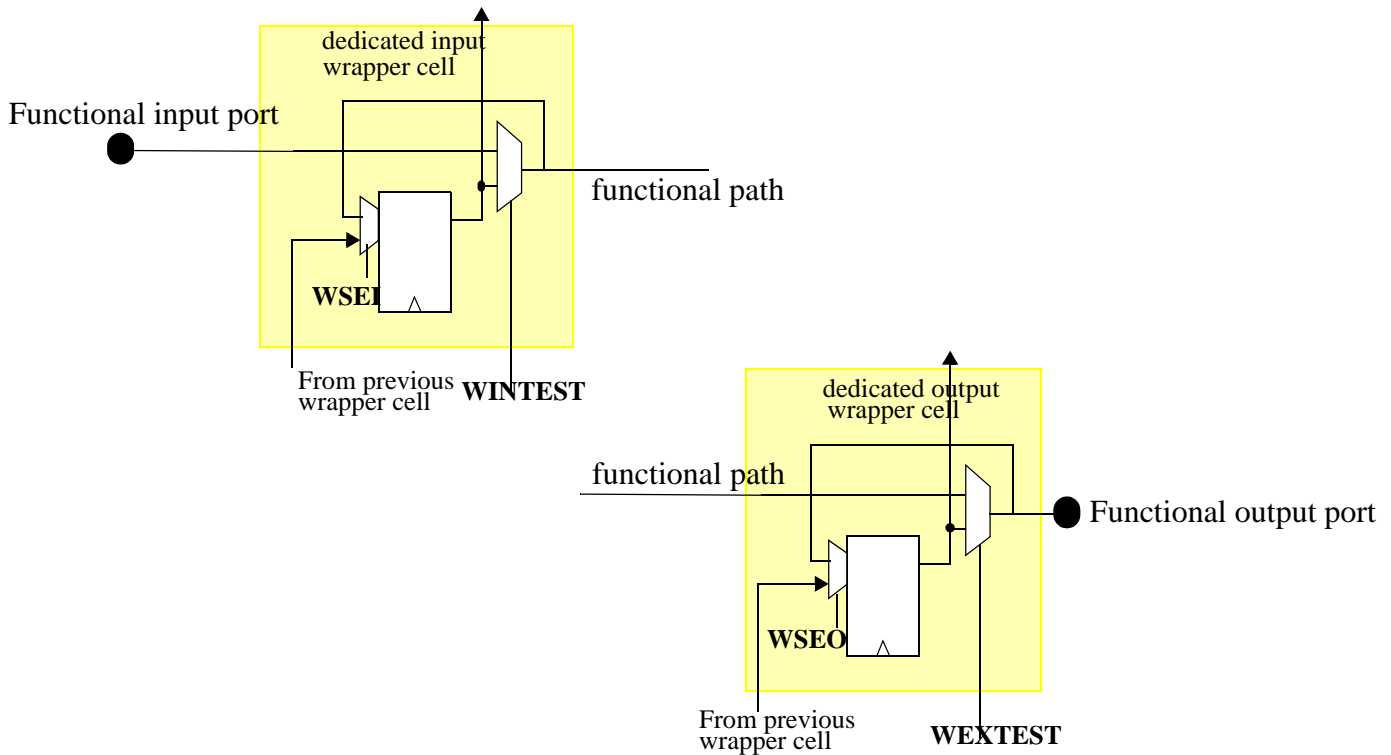 dedicated input
wrapper cell
Functional input port
functional path
WSEI
From previous
wrapper cell
WINTEST
dedicated output
wrapper cell
functional path
Functional output port
WSEO
From previous
wrapper cell
WEXTEST